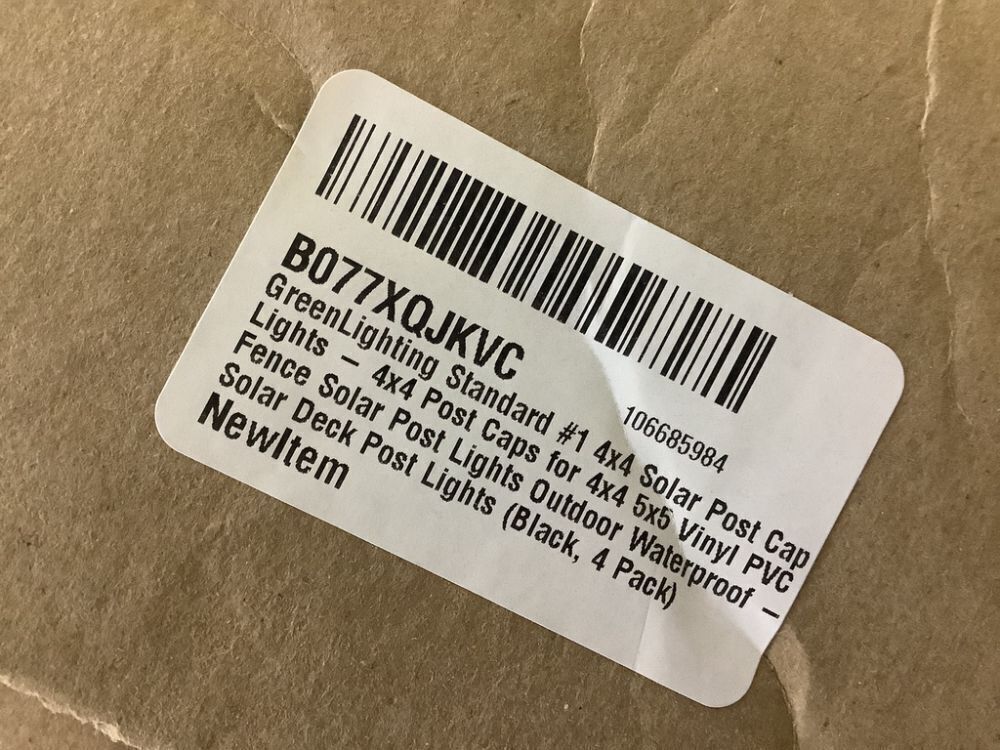 B077XQJKVC
106685984
GreenLighting Standard #1 4x4 Solar Post Cap
Lights – 4x4 Post Caps for 4x4 5x5 Vinyl PVC
Fence Solar Post Lights Outdoor Waterproof –
Solar Deck Post Lights (Black, 4 Pack)
NewItem